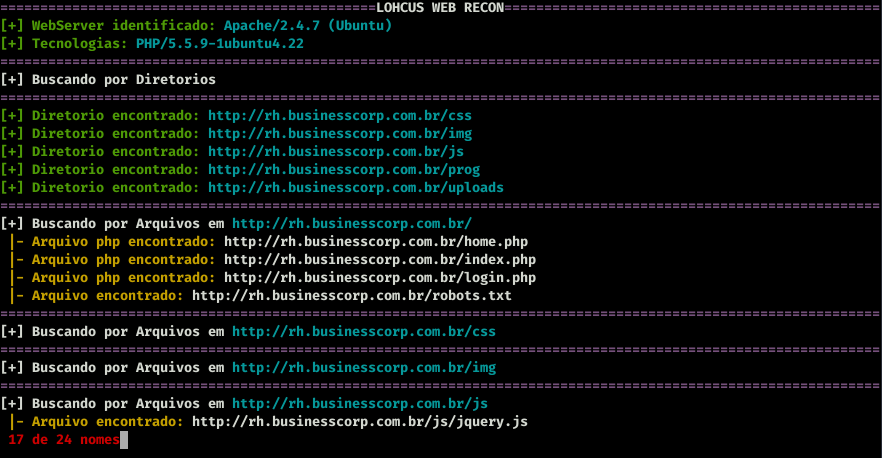 ===============================================LOHCUS WEB RECON===============================================
[+] WebServer identificado: Apache/2.4.7 (Ubuntu)
[+] Tecnologias: PHP/5.5.9-1ubuntu4.22
==============================================================================================================
[+] Buscando por Diretorios
==============================================================================================================
[+] Diretorio encontrado: http://rh.businesscorp.com.br/css
[+] Diretorio encontrado: http://rh.businesscorp.com.br/img
[+] Diretorio encontrado: http://rh.businesscorp.com.br/js
[+] Diretorio encontrado: http://rh.businesscorp.com.br/prog
[+] Diretorio encontrado: http://rh.businesscorp.com.br/uploads
==============================================================================================================
[+] Buscando por Arquivos em http://rh.businesscorp.com.br/
|- Arquivo php encontrado: http://rh.businesscorp.com.br/home.php
|- Arquivo php encontrado: http://rh.businesscorp.com.br/index.php
|- Arquivo php encontrado: http://rh.businesscorp.com.br/login.php
|- Arquivo encontrado: http://rh.businesscorp.com.br/robots.txt
==============================================================================================================
[+] Buscando por Arquivos em http://rh.businesscorp.com.br/css
==============================================================================================================
[+] Buscando por Arquivos em http://rh.businesscorp.com.br/img
==============================================================================================================
[+] Buscando por Arquivos em http://rh.businesscorp.com.br/js
|- Arquivo encontrado: http://rh.businesscorp.com.br/js/jquery.js
17 de 24 nomes